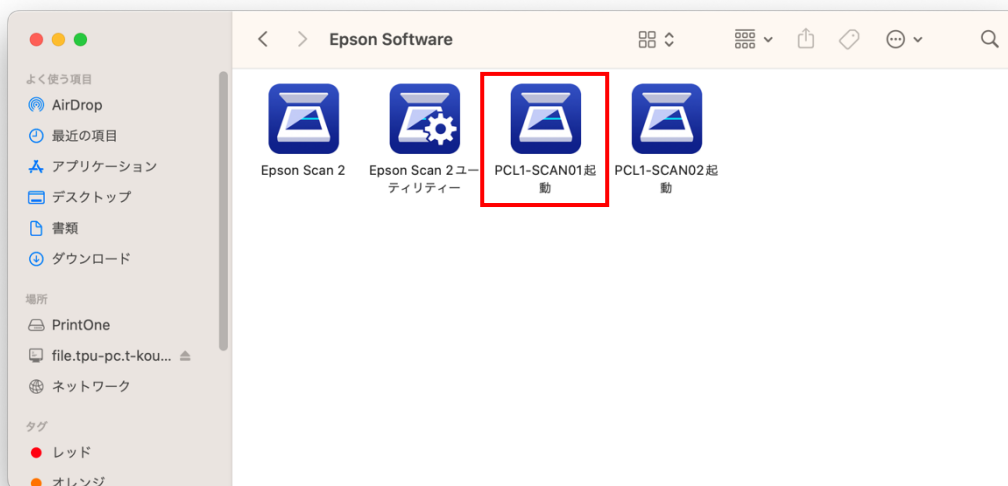 Epson Software
よく使う項目
AirDrop
最近の項目
アプリケーション
デスクトップ
書類
ダウンロード
場所
PrintOne
file.tpu-pc.t-kou...
ネットワーク
タグ
レッド
オレンジ
Epson Scan 2
Epson Scan 2ユー
ティリティー
PCL1-SCAN01起
動
PCL1-SCAN02起
動